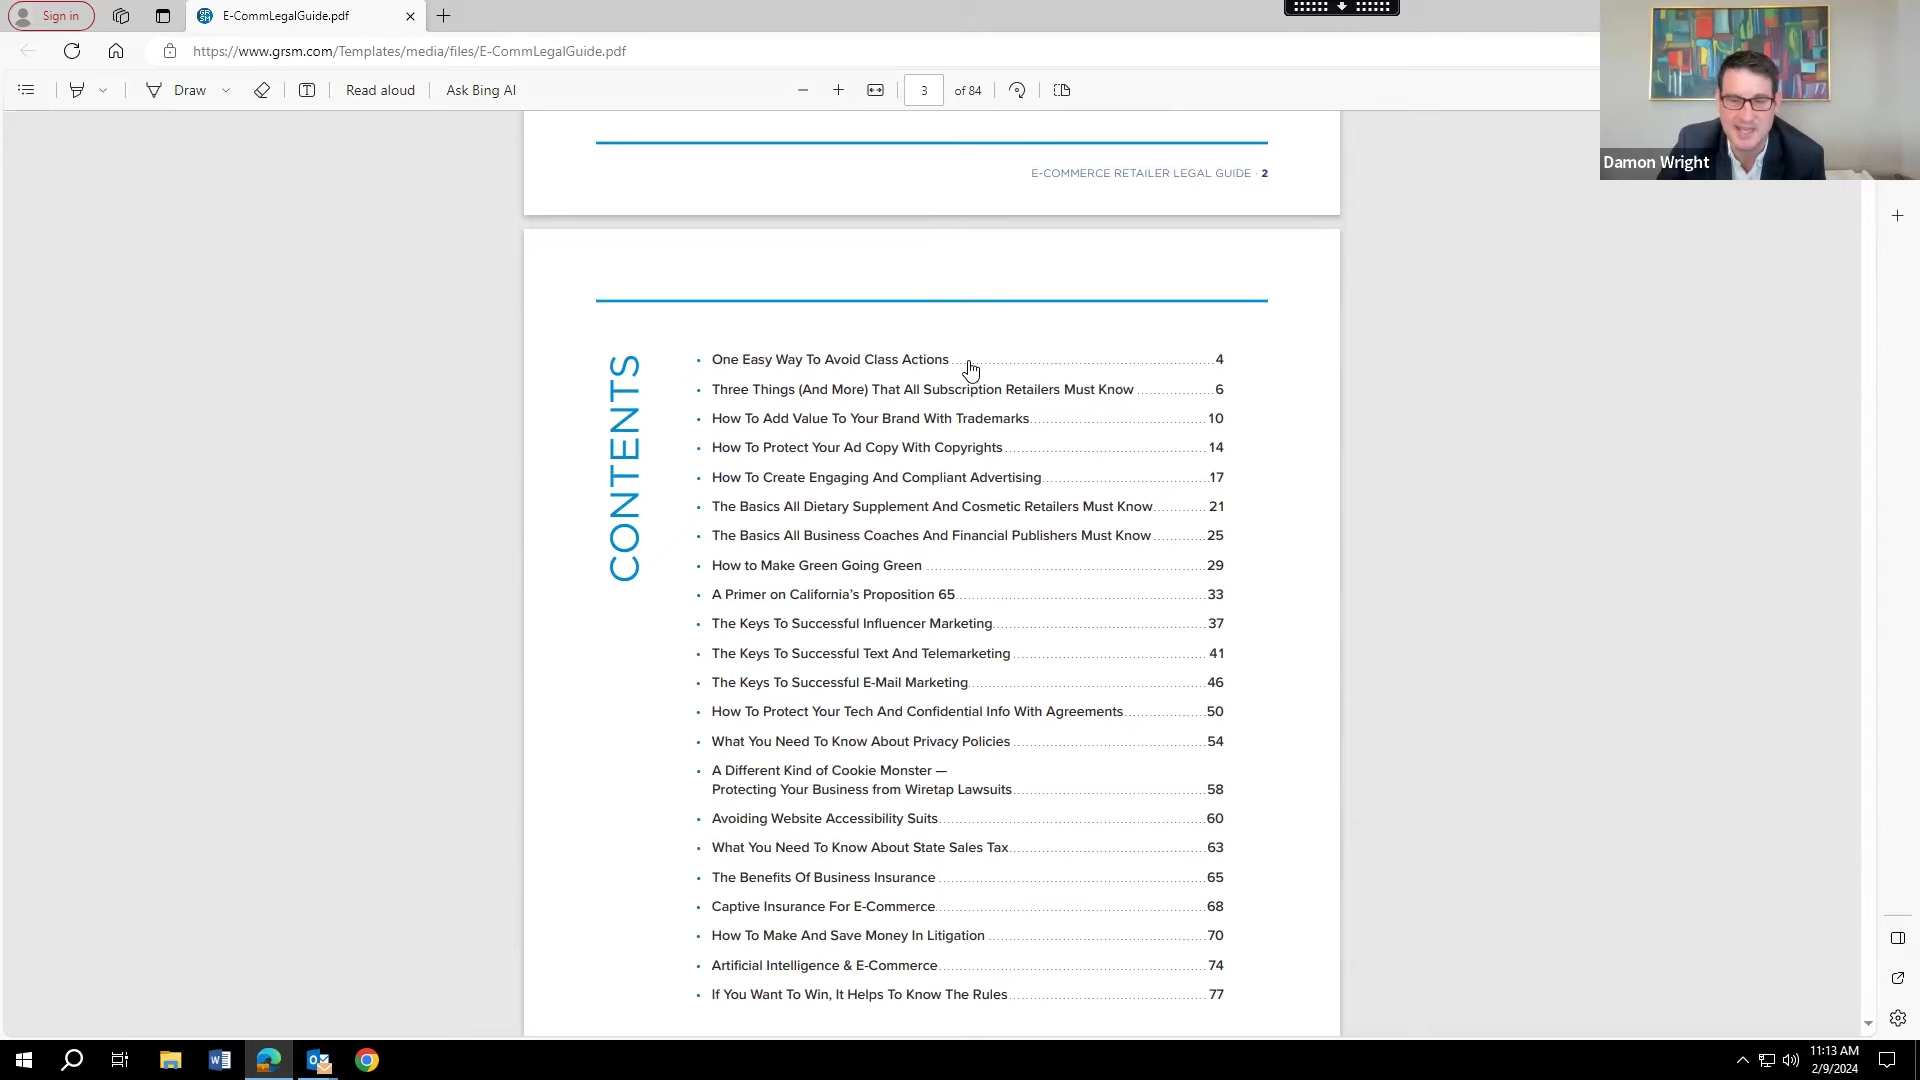 Sign in
E-CommLegalGuide.pdf
https://www.grsm.com/Templates/media/files/E-CommLegalGuide.pdf
Draw
Read aloud
Ask Bing AI
3
of 84
Damon Wright
E-COMMERCE RETAILER LEGAL GUIDE · 2
CONTENTS
• One Easy Way To Avoid Class Actions 4
• Three Things (And More) That All Subscription Retailers Must Know 6
• How To Add Value To Your Brand With Trademarks 10
• How To Protect Your Ad Copy With Copyrights 14
• How To Create Engaging And Compliant Advertising 17
• The Basics All Dietary Supplement And Cosmetic Retailers Must Know 21
• The Basics All Business Coaches And Financial Publishers Must Know 25
• How to Make Green Going Green 29
• A Primer on California’s Proposition 65 33
• The Keys To Successful Influencer Marketing 37
• The Keys To Successful Text And Telemarketing 41
• The Keys To Successful E-Mail Marketing 46
• How To Protect Your Tech And Confidential Info With Agreements 50
• What You Need To Know About Privacy Policies 54
• A Different Kind of Cookie Monster —
Protecting Your Business from Wiretap Lawsuits 58
• Avoiding Website Accessibility Suits 60
• What You Need To Know About State Sales Tax 63
• The Benefits Of Business Insurance 65
• Captive Insurance For E-Commerce 68
• How To Make And Save Money In Litigation 70
• Artificial Intelligence & E-Commerce 74
• If You Want To Win, It Helps To Know The Rules 77
11:13 AM
2/9/2024